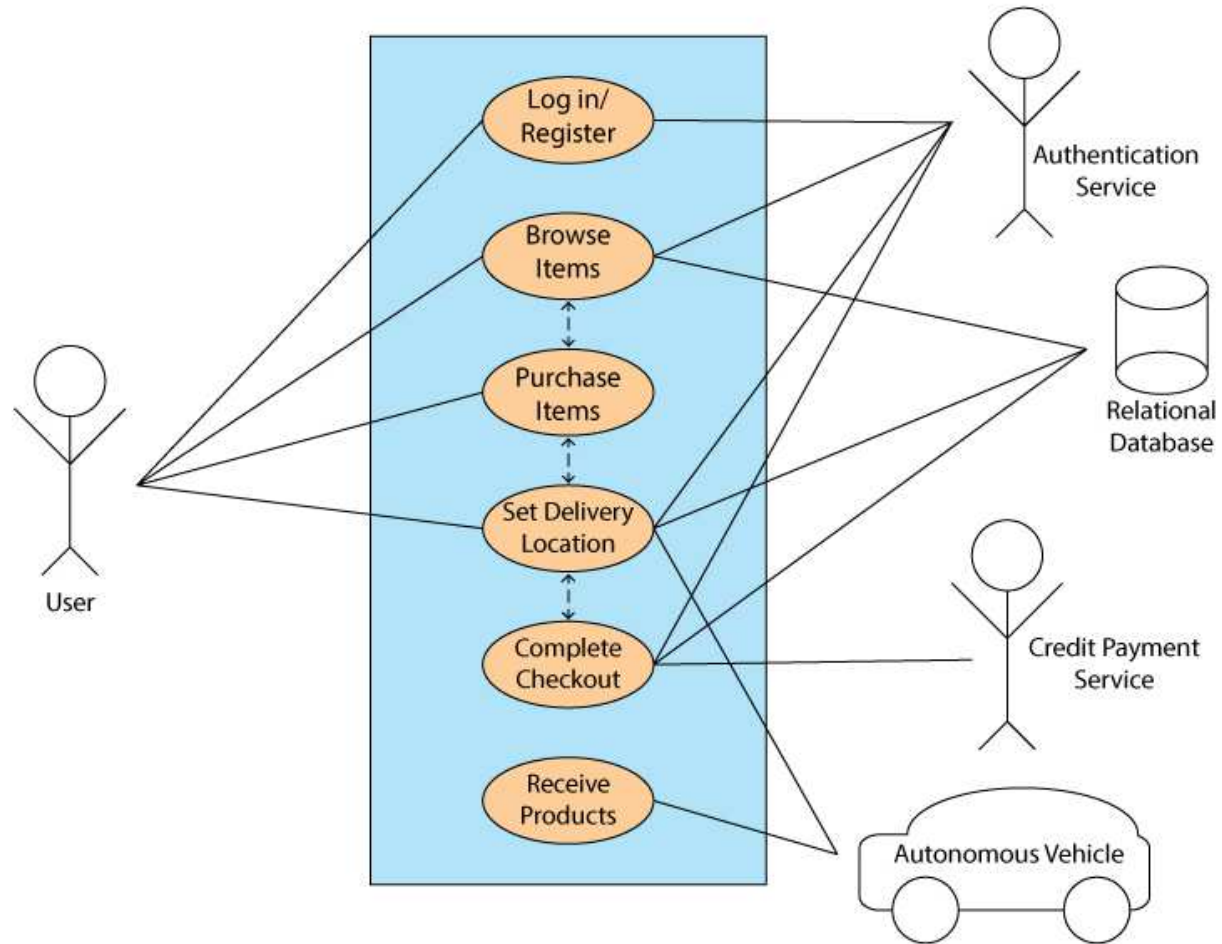 Log in/
Register
Browse
Items
Purchase
Items
Set Delivery
Location
Complete
Checkout
Receive
Products
User
Authentication
Service
Relational
Database
Credit Payment
Service
Autonomous Vehicle